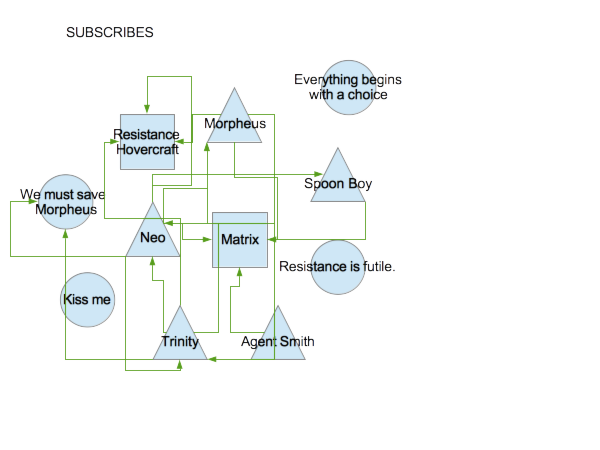 SUBSCRIBES
Everything begins
with a choice
Morpheus
Resistance
Hovercraft
Spoon Boy
We must save
Morpheus
Neo
Matrix
Resistance is futile.
Kiss me
Trinity
Agent Smith